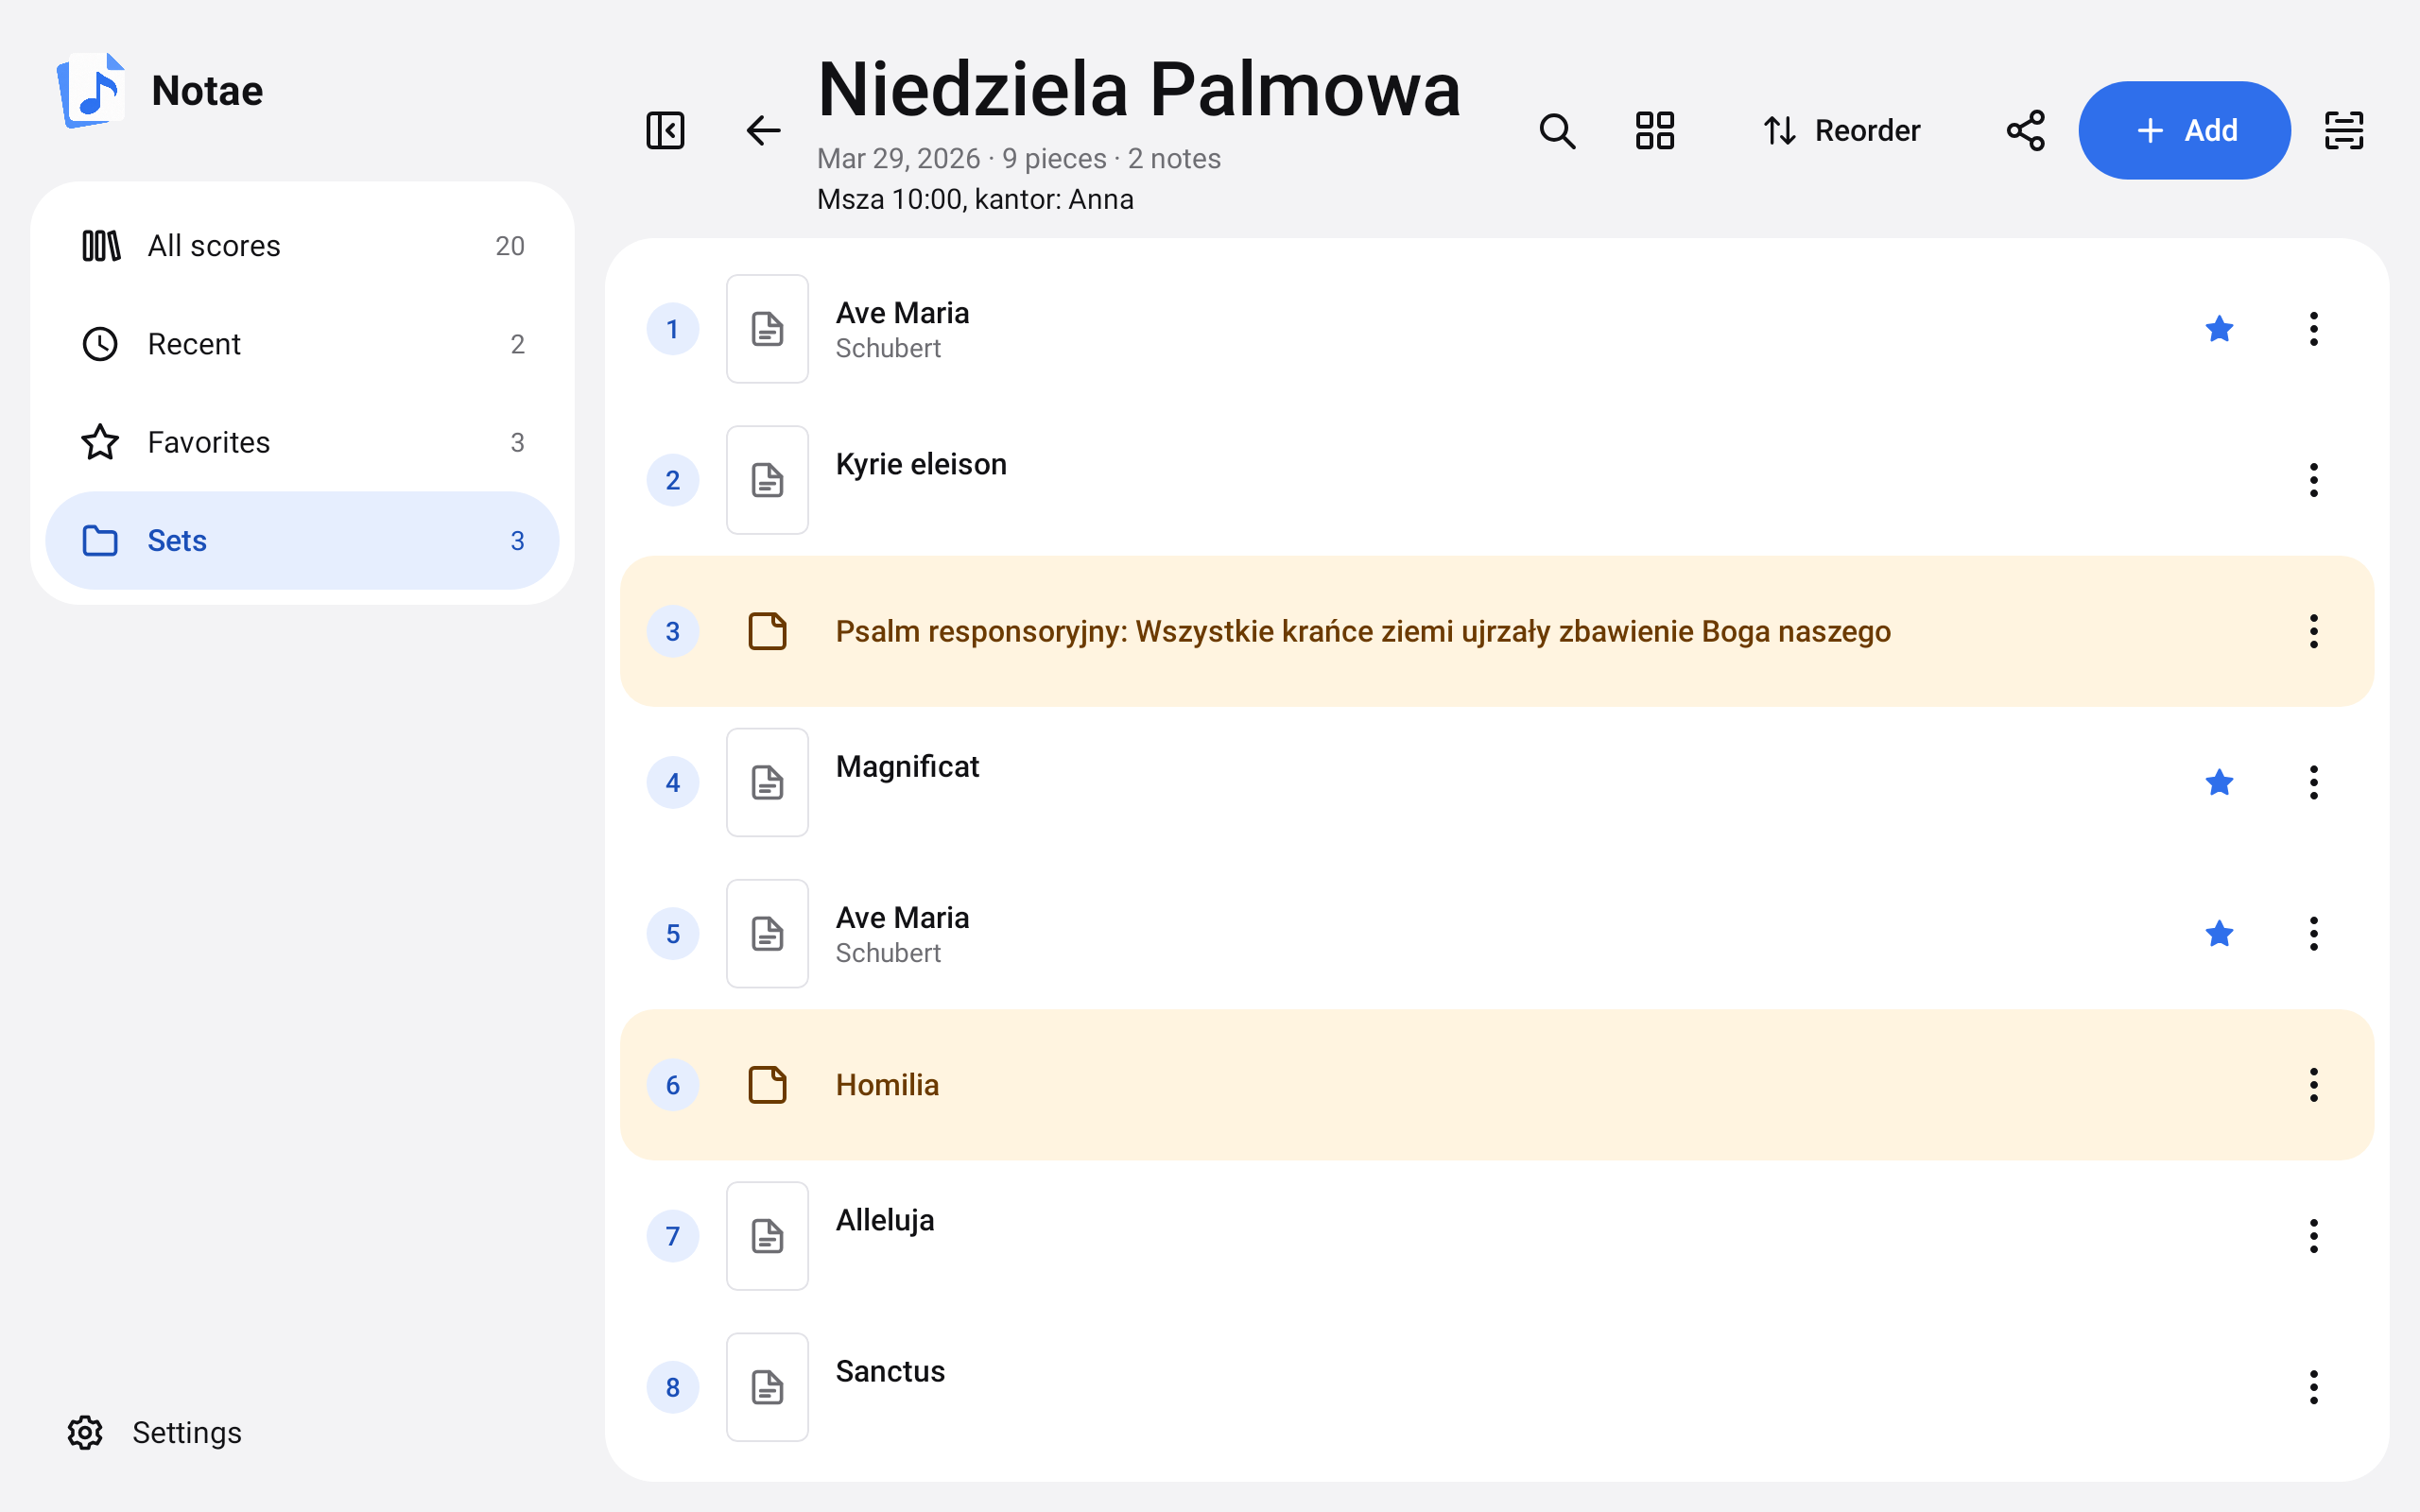 Notae
All scores 20
Recent 2
Favorites 3
Sets 3
Settings
Niedziela Palmowa
Mar 29, 2026 · 9 pieces · 2 notes
Msza 10:00, kantor: Anna
Reorder
Add
1 Ave Maria
Schubert
2 Kyrie eleison
3 Psalm responsoryjny: Wszystkie krańce ziemi ujrzały zbawienie Boga naszego
4 Magnificat
5 Ave Maria
Schubert
6 Homilia
7 Alleluja
8 Sanctus